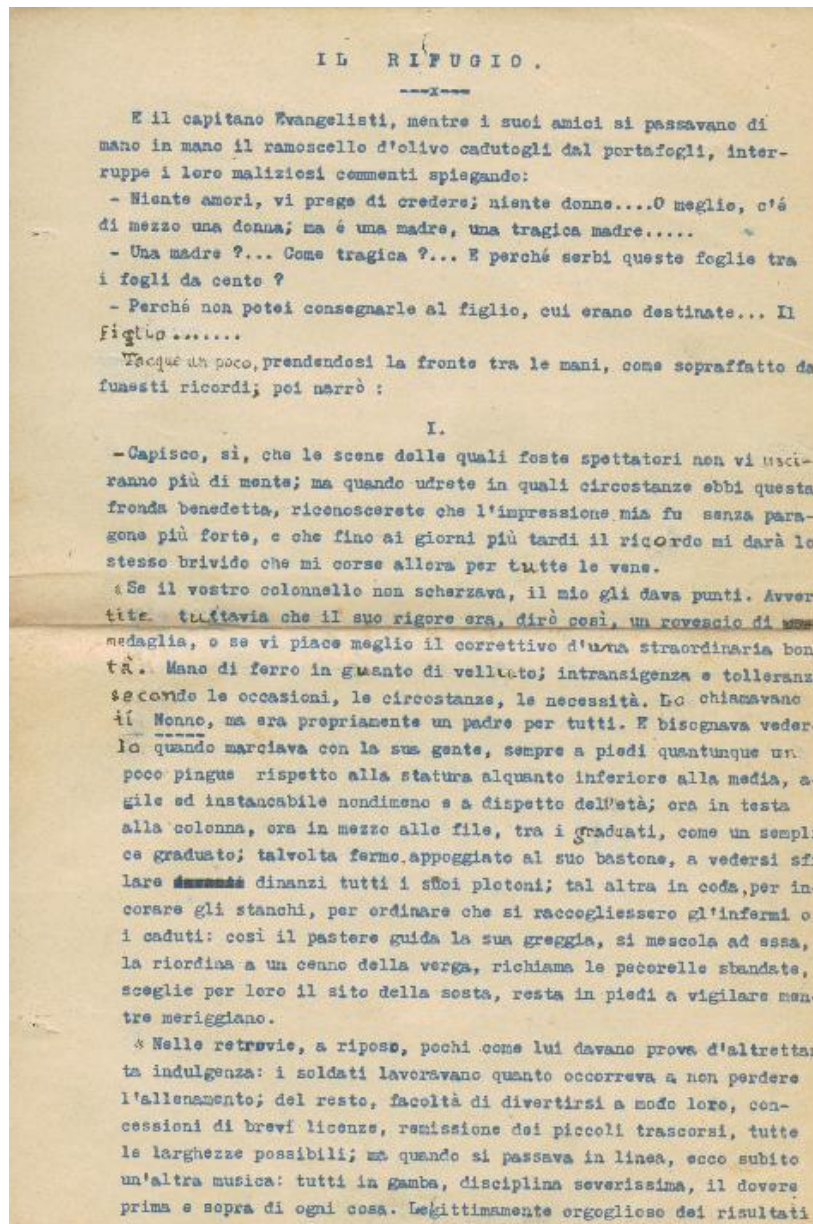 IL RIFUGIO.
---x---
E il capitano Evangelisti, mentre i suoi amici si passavano di
mano in mano il ramoscello d'olivo cadutogli dal portafogli, inter-
ruppe i loro maliziosi commenti spiegando:
- Niente amori, vi prego di credere; niente donne....O meglio, c'é
di mezzo una donna; ma é una madre, una tragica madre.....
- Una madre ?... Come tragica ?... E perché serbi queste foglie tra
i fogli da cento ?
- Perché non potei consegnarle al figlio, cui erano destinate... Il
figlio.......
Tacque un poco, prendendosi la fronte tra le mani, come sopraffatto da
funesti ricordi; poi narrò :
I.
-Capisco, sì, che le scene delle quali foste spettatori non vi usci-
ranno più di mente; ma quando udrete in quali circostanze ebbi questa
fronda benedetta, riconoscerete che l'impressione mia fu senza para-
gone più forte, e che fino ai giorni più tardi il ricordo mi darà lo
stesso brivido che mi corse allora per tutte le vene.
"Se il vostro colonnello non scherzava, il mio gli dava punti. Avver
tite tuttavia che il suo rigore era, dirò così, un rovescio di
medaglia, o se vi piace meglio il correttivo d'una straordinaria bon
tà. Mano di ferro in guanto di velluto; intransigenza e tolleranz
secondo le occasioni, le circostanze, le necessità. Lo chiamavano
il Nonno, ma era propriamente un padre per tutti. E bisognava veder
lo quando marciava con la sua gente, sempre a piedi quantunque un
poco pingue rispetto alla statura alquanto inferiore alla media, a-
gile ed instancabile nondimeno e a dispetto dell'età; ora in testa
alla colonna, ora in mezzo alle file, tra i graduati, come un sempli
ce graduato; talvolta fermo,appoggiato al suo bastone, a vedersi sfi
lare dinanzi tutti i suoi plotoni; tal altra in coda,per in-
corare gli stanchi, per ordinare che si raccogliessero gl'infermi o
i caduti: così il pastore guida la sua greggia, si mescola ad essa,
la riordina a un cenno della verga, richiama le pecorelle sbandate,
sceglie per loro il sito della sosta, resta in piedi a vigilare men-
tre meriggiano.
"Nelle retrovie, a riposo, pochi come lui davano prova d'altrettan
ta indulgenza: i soldati lavoravano quanto occorreva a non perdere
l'allenamento; del resto, facoltà di divertirsi a modo loro, con-
cessioni di brevi licenze, remissione dei piccoli trascorsi, tutte
le larghezze possibili; ma quando si passava in linea, ecco subito
un'altra musica: tutti in gamba, disciplina severissima, il dovere
prima e sopra di ogni cosa. Legittimamente orgoglioso dei risultati